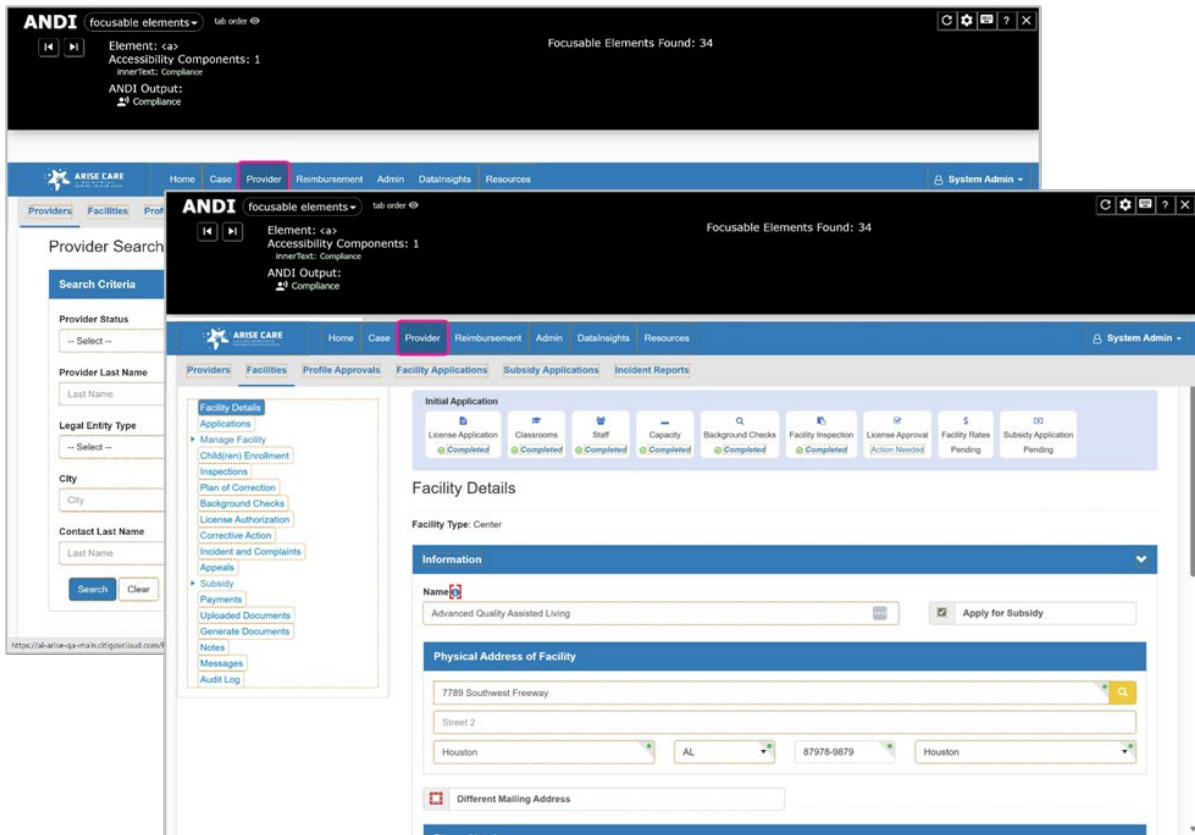 ANDI focusable elements tab order
Element: <a>
Accessibility Components: 1
innerText: Compliance
ANDI Output:
Compliance
Focusable Elements Found: 34
?
ARISE CARE
Home Case Provider Reimbursement Admin DataInsights Resources
System Admin
Providers Facilities Prof
Provider Search
Search Criteria
Provider Status
-- Select --
Provider Last Name
Last Name
Legal Entity Type
-- Select --
City
City
Contact Last Name
Last Name
Search Clear
https://al-arise-qa-main.citigovcloud.com/F
ANDI focusable elements tab order
Element: <a>
Accessibility Components: 1
innerText: Compliance
ANDI Output:
Compliance
Focusable Elements Found: 34
?
ARISE CARE
Home Case Provider Reimbursement Admin DataInsights Resources
System Admin
Providers Facilities Profile Approvals Facility Applications Subsidy Applications Incident Reports
Facility Details
Applications
Manage Facility
Child(ren) Enrollment
Inspections
Plan of Correction
Background Checks
License Authorization
Corrective Action
Incident and Complaints
Appeals
Subsidy
Payments
Uploaded Documents
Generate Documents
Notes
Messages
Audit Log
Initial Application
License Application Classrooms Staff Capacity Background Checks Facility Inspection License Approval Facility Rates Subsidy Application
Completed Completed Completed Completed Completed Completed Action Needed Pending Pending
Facility Details
Facility Type: Center
Information
Name
Advanced Quality Assisted Living
Apply for Subsidy
Physical Address of Facility
7789 Southwest Freeway
Street 2
Houston AL 87978-9879 Houston
Different Mailing Address